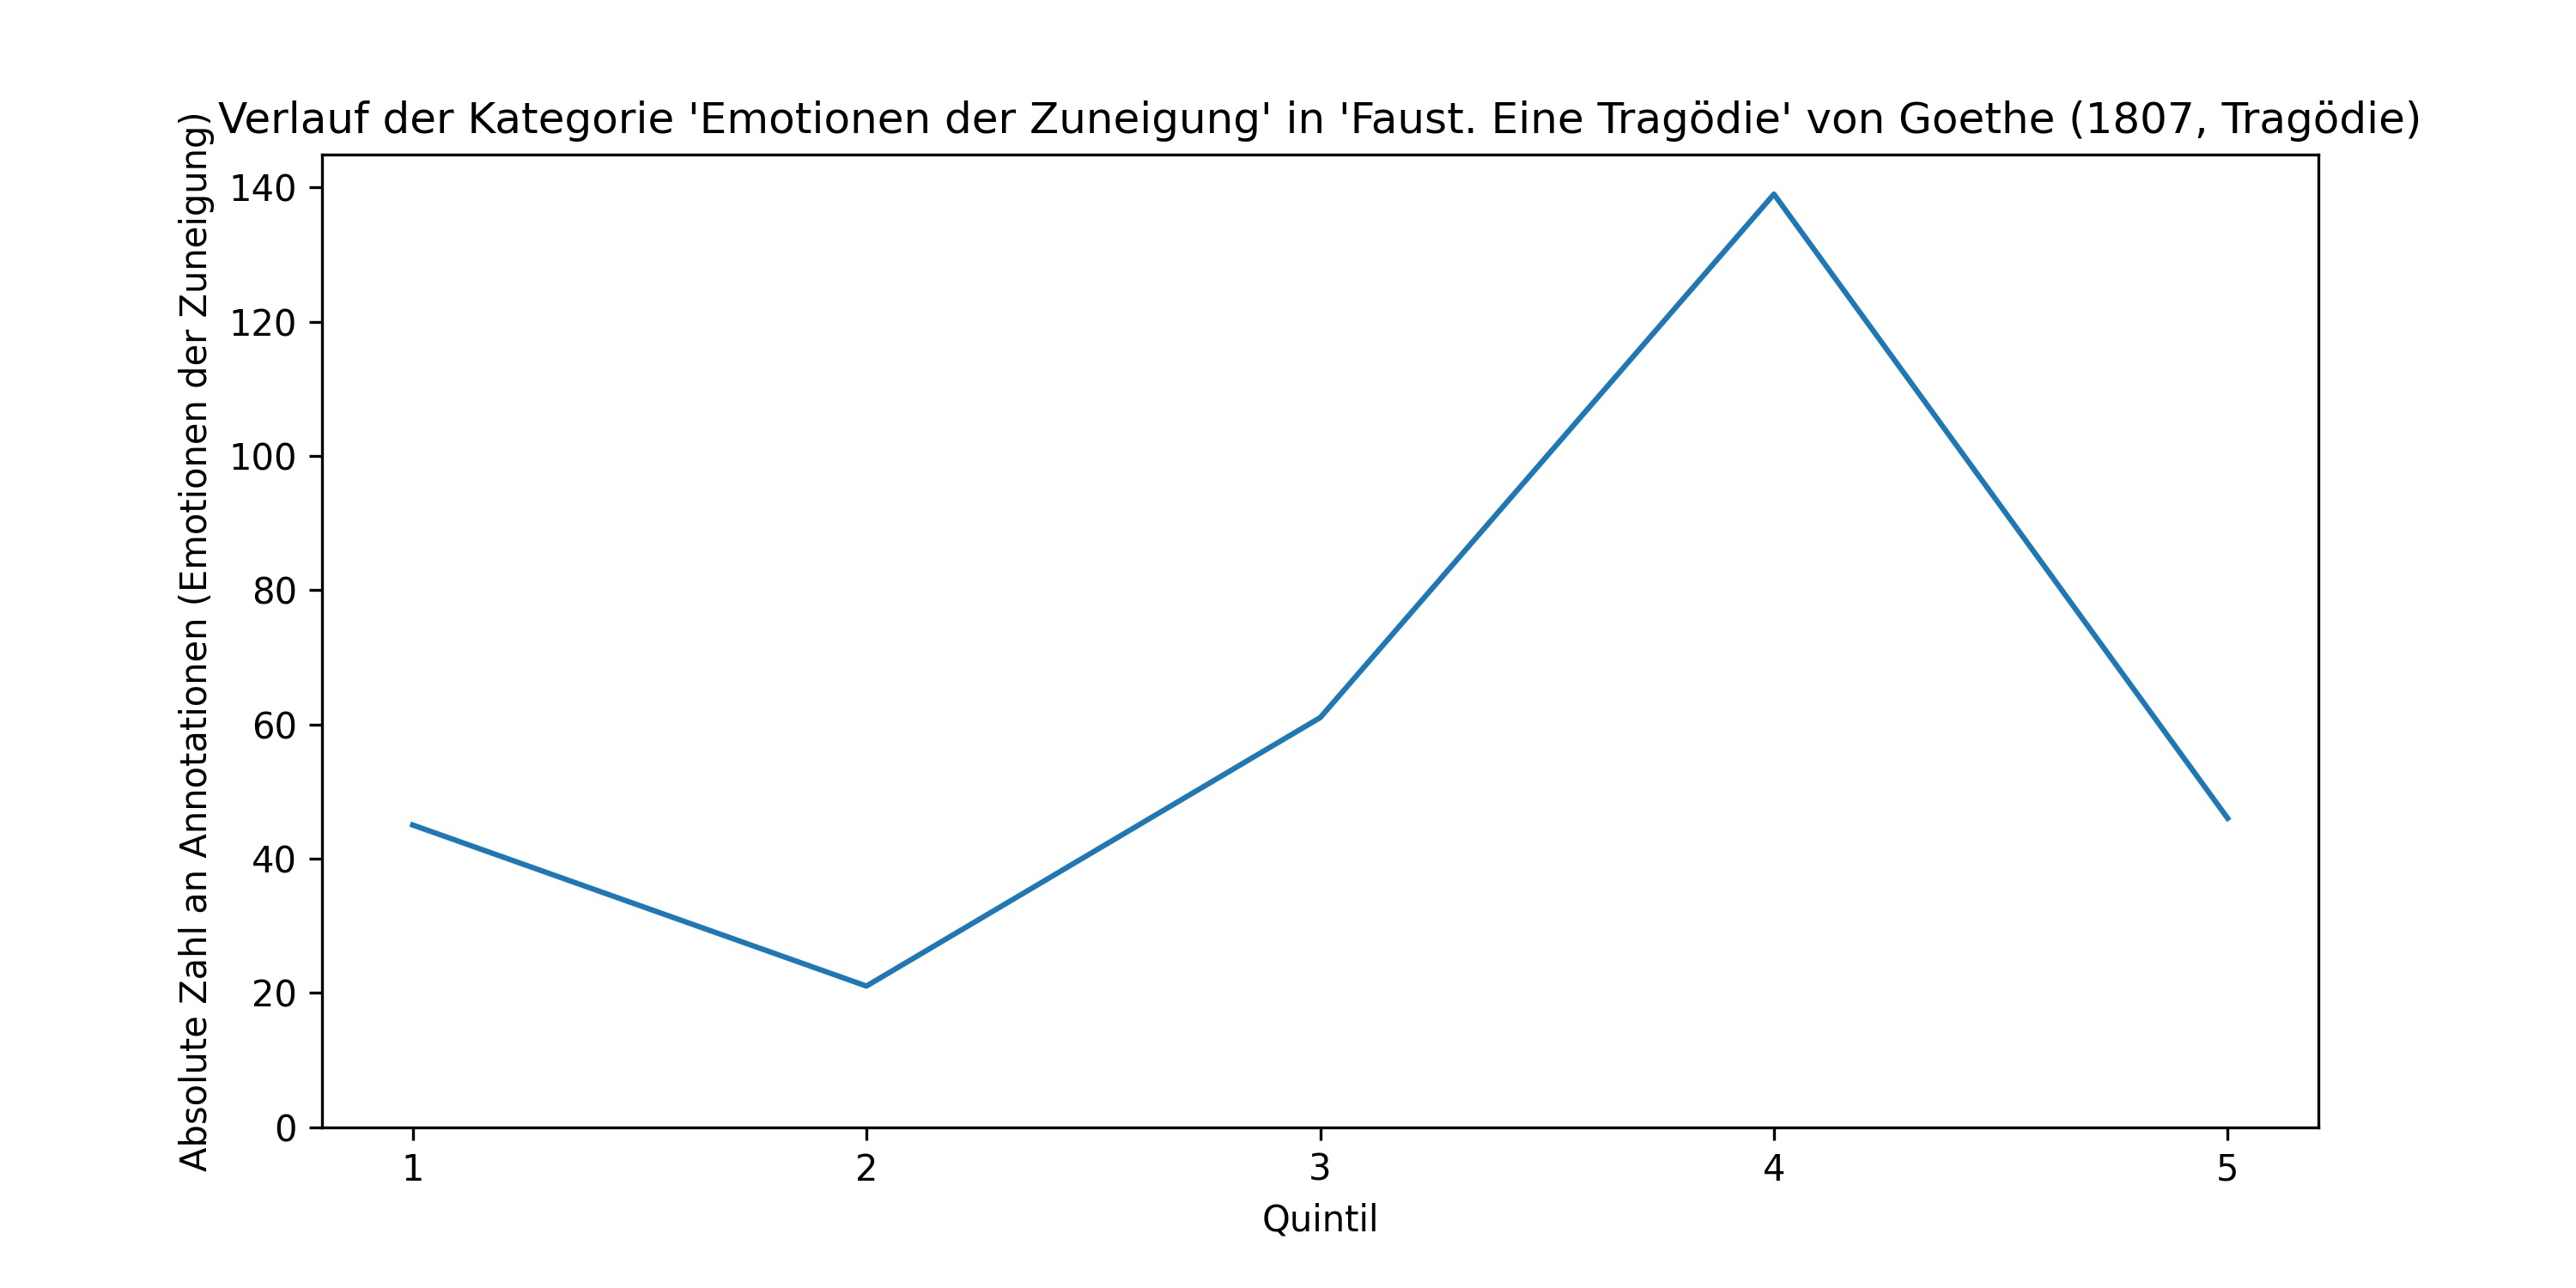 Verlauf der Kategorie 'Emotionen der Zuneigung' in 'Faust. Eine Tragödie' von Goethe (1807, Tragödie)
Absolute Zahl an Annotationen (Emotionen der Zuneigung)
140
120
100
80
60
40
20
0
1 2 3 4 5
Quintil